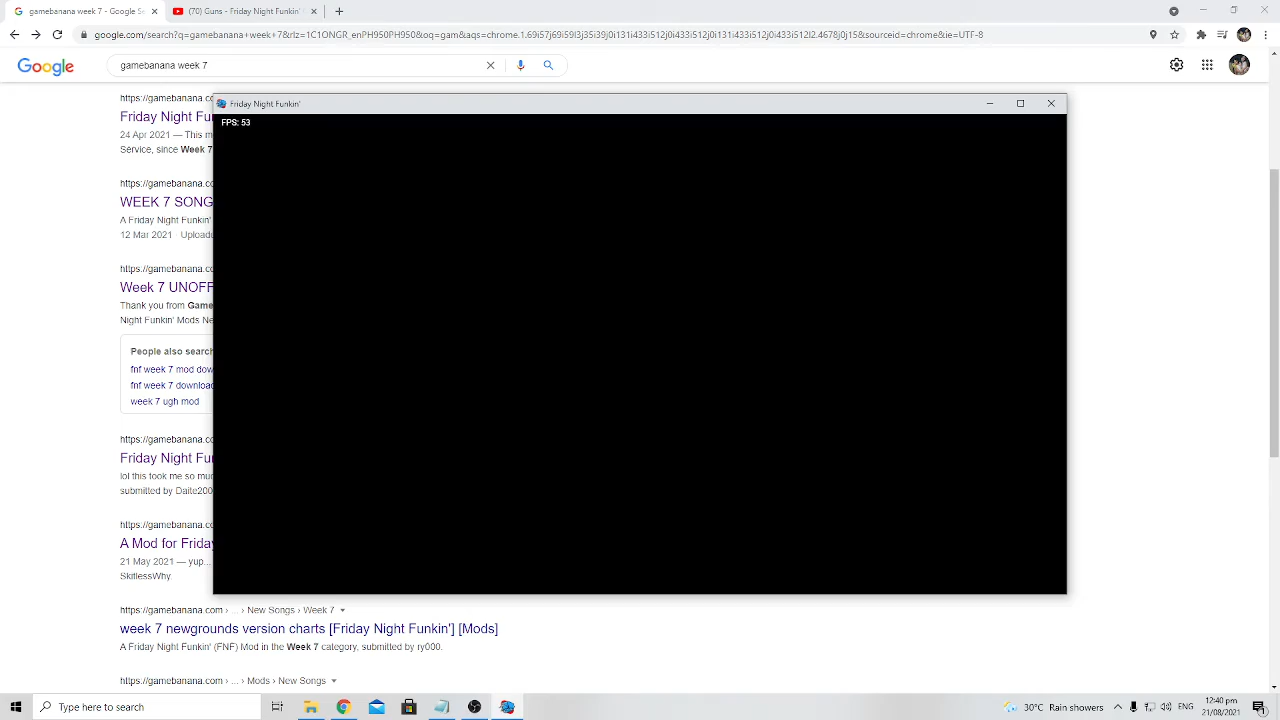 gamebanana week 7 - Google Se
(70) Guns - Friday Night Funkin'
google.com/search?q=gamebanana+week+7&rlz=1C1ONGR_enPH950PH950&oq=gam&aqs=chrome.1.69i57j69i59l3j35i39j0i131i433i512j0i433i512j0i131i433i512j0i433i512l2.4678j0j15&sourceid=chrome&ie=UTF-8
Google
gamebanana week 7
https://gamebanana.co
Friday Night Fu
24 Apr 2021 — This m
Service, since Week 7
https://gamebanana.co
WEEK 7 SONG
A Friday Night Funkin'
12 Mar 2021 · Uploade
https://gamebanana.co
Week 7 UNOFF
Thank you from Game
Night Funkin' Mods Ne
People also search
fnf week 7 mod dow
fnf week 7 downloa
week 7 ugh mod
https://gamebanana.co
Friday Night Fu
lol this took me so muc
submitted by Daite200
https://gamebanana.co
A Mod for Friday
21 May 2021 — yup...
SkitlessWhy.
https://gamebanana.com › ... › New Songs › Week 7
week 7 newgrounds version charts [Friday Night Funkin'] [Mods]
A Friday Night Funkin' (FNF) Mod in the Week 7 category, submitted by ry000.
https://gamebanana.com › ... › Mods › New Songs
Friday Night Funkin'
FPS: 53
Type here to search
30°C Rain showers
ENG
12:40 pm
21/08/2021
1